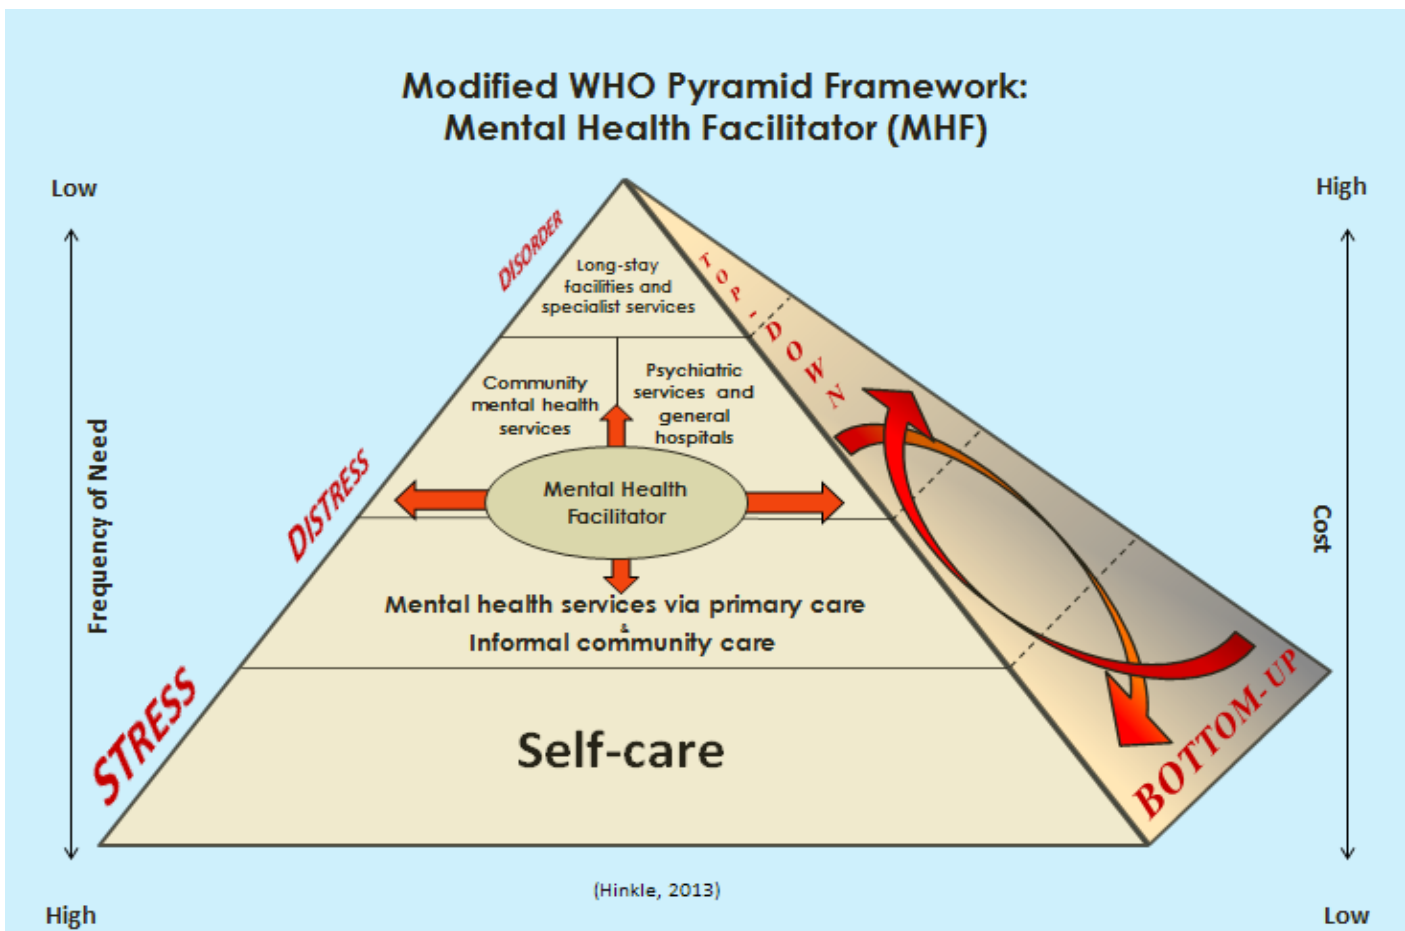 Modified WHO Pyramid Framework:
Mental Health Facilitator (MHF)
Low
High
DISORDER
Long-stay
facilities and
specialist services
TOP-DOWN
Community
mental health
services
Psychiatric
services and
general
hospitals
Mental Health
Facilitator
DISTRESS
Frequency of Need
Cost
Mental health services via primary care
&
Informal community care
STRESS
Self-care
BOTTOM-UP
(Hinkle, 2013)
High
Low